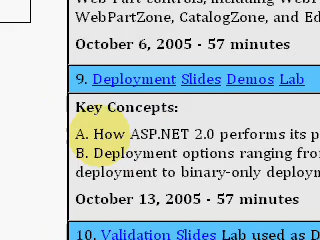 Web Part controls, including WebP
WebPartZone, CatalogZone, and Ed
October 6, 2005 - 57 minutes
9. Deployment Slides Demos Lab
Key Concepts:
A. How ASP.NET 2.0 performs its p
B. Deployment options ranging fro
deployment to binary-only deploym
October 13, 2005 - 57 minutes
10. Validation Slides Lab used as D